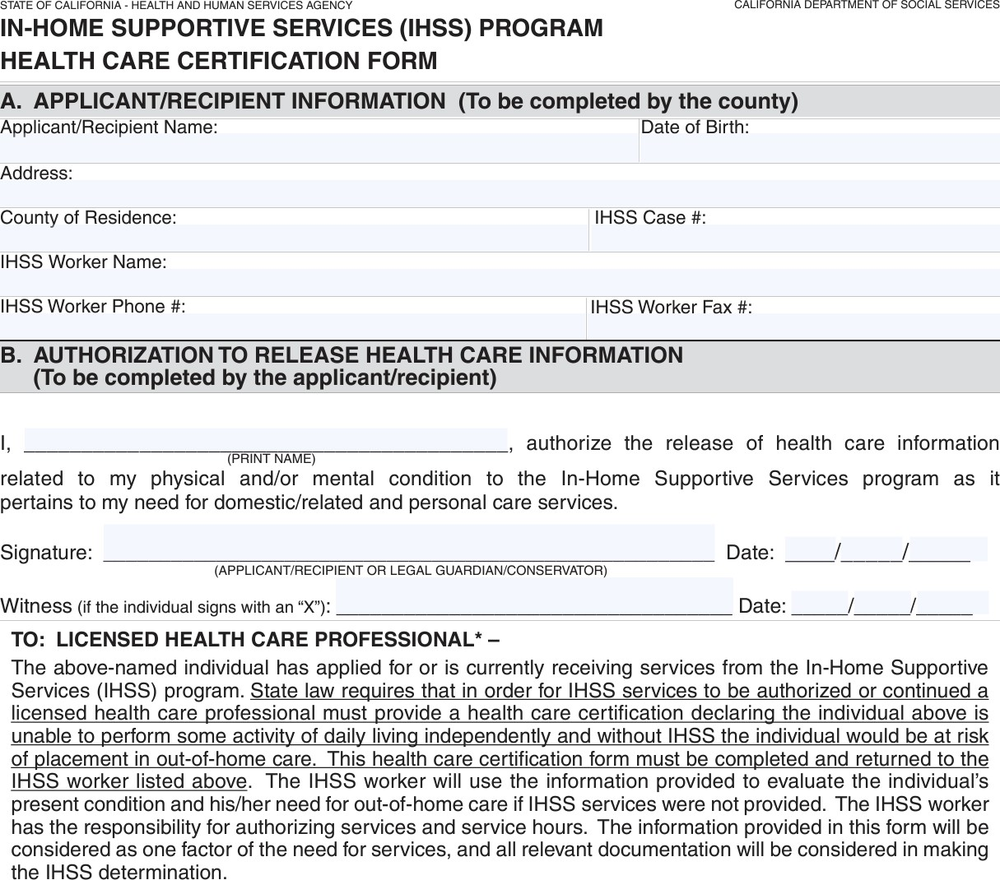 STATE OF CALIFORNIA - HEALTH AND HUMAN SERVICES AGENCY CALIFORNIA DEPARTMENT OF SOCIAL SERVICES
IN-HOME SUPPORTIVE SERVICES (IHSS) PROGRAM
HEALTH CARE CERTIFICATION FORM
A. APPLICANT/RECIPIENT INFORMATION (To be completed by the county)
Applicant/Recipient Name: Date of Birth:
Address:
County of Residence: IHSS Case #:
IHSS Worker Name:
IHSS Worker Phone #: IHSS Worker Fax #:
B. AUTHORIZATION TO RELEASE HEALTH CARE INFORMATION
(To be completed by the applicant/recipient)
I, ____________________________________________, authorize the release of health care information
(PRINT NAME)
related to my physical and/or mental condition to the In-Home Supportive Services program as it
pertains to my need for domestic/related and personal care services.
Signature: ________________________________________________________ Date: ____/_____/_____
(APPLICANT/RECIPIENT OR LEGAL GUARDIAN/CONSERVATOR)
Witness (if the individual signs with an “X”): ____________________________________ Date: _____/_____/_____
TO: LICENSED HEALTH CARE PROFESSIONAL* –
The above-named individual has applied for or is currently receiving services from the In-Home Supportive
Services (IHSS) program. State law requires that in order for IHSS services to be authorized or continued a
licensed health care professional must provide a health care certification declaring the individual above is
unable to perform some activity of daily living independently and without IHSS the individual would be at risk
of placement in out-of-home care. This health care certification form must be completed and returned to the
IHSS worker listed above. The IHSS worker will use the information provided to evaluate the individual’s
present condition and his/her need for out-of-home care if IHSS services were not provided. The IHSS worker
has the responsibility for authorizing services and service hours. The information provided in this form will be
considered as one factor of the need for services, and all relevant documentation will be considered in making
the IHSS determination.